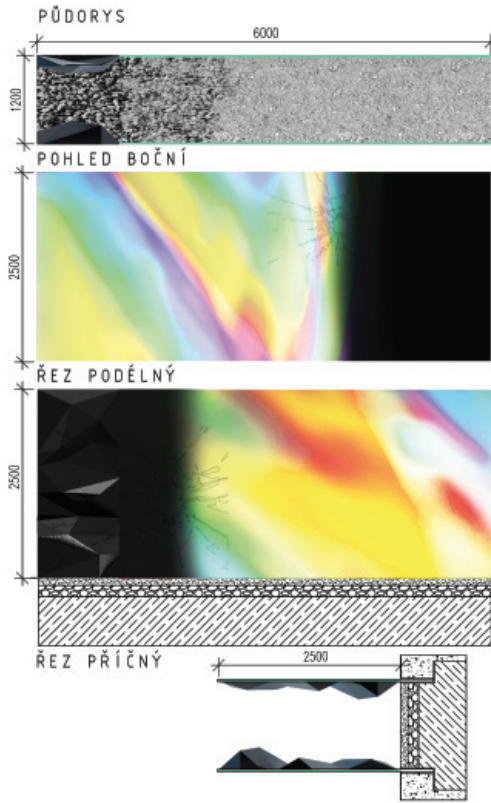 PŮDORYS
6000
1200
POHLED BOČNÍ
2500
ŘEZ PODÉLNÝ
2500
ŘEZ PŘÍČNÝ
2500